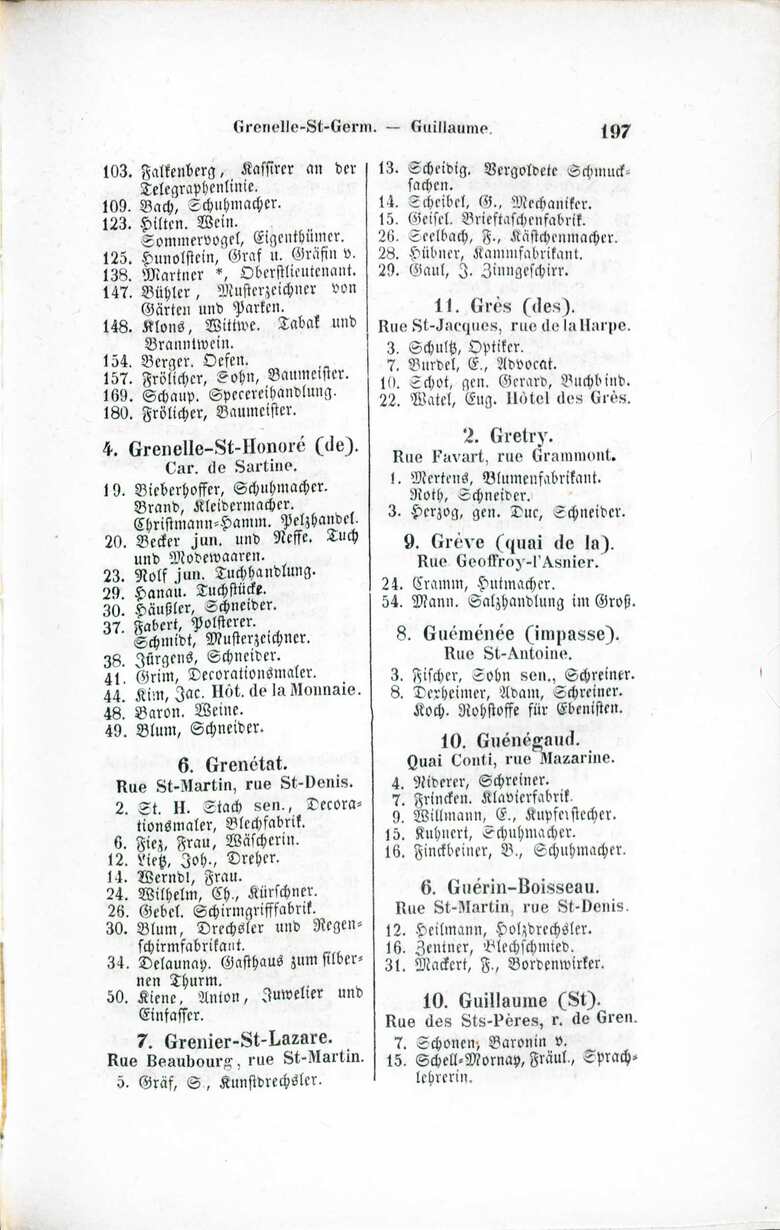 Grenelle-St-Germ. — Guillaume. 197
103. Falkenberg, Kassirer an der
Telegraphenlinie.
109. Bach, Schuhmacher.
123. Hilten. Wein.
Sommervogel, Eigenthümer.
125. Hunolstein, Graf u. Gräfin v.
138. Martner *, Oberstlieutenant.
147. Bühler, Musterzeichner von
Gärten und Parken.
148. Klons, Wittwe. Tabak und
Branntwein.
154. Berger. Oefen.
157. Frölicher, Sohn, Baumeister.
169. Schaup. Specereihandlung.
180. Frölicher, Baumeister.
4. Grenelle-St-Honoré (de).
Car. de Sartine.
19. Bieberhoffer, Schuhmacher.
Brand, Kleidermacher.
Christmann-Hamm. Pelzhandel.
20. Becker jun. und Neffe. Tuch
und Modewaaren.
23. Rolf jun. Tuchhandlung.
29. Hanau. Tuchstücke.
30. Häußler, Schneider.
37. Fabert, Polsterer.
Schmidt, Musterzeichner.
38. Jürgens, Schneider.
41. Grim, Decorationsmaler.
44. Kim, Jac. Hôt. de la Monnaie.
48. Baron. Weine.
49. Blum, Schneider.
6. Grenétat.
Rue St-Martin, rue St-Denis.
2. St. H. Stach sen., Decora-
tionsmaler, Blechfabrik.
6. Fiez, Frau, Wäscherin.
12. Lietz, Joh., Dreher.
14. Werndl, Frau.
24. Wilhelm, Ch., Kürschner.
26. Gebel. Schirmgrifffabrik.
30. Blum, Drechsler und Regen-
schirmfabrikant.
34. Delaunay. Gasthaus zum silber-
nen Thurm.
50. Kiene, Anton, Juwelier und
Einfasser.
7. Grenier-St-Lazare.
Rue Beaubourg, rue St-Martin.
5. Gräf, S., Kunstdrechsler.
13. Scheidig. Vergoldete Schmuck-
sachen.
14. Scheibel, G., Mechaniker.
15. Geisel. Brieftaschenfabrik.
26. Seelbach, F., Kästchenmacher.
28. Hübner, Kammfabrikant.
29. Gaul, J. Zinngeschirr.
11. Grès (des).
Rue St-Jacques, rue de la Harpe.
3. Schultz, Optiker.
7. Burdel, E., Advocat.
10. Schot, gen. Gerard, Buchbind.
22. Watel, Eug. Hôtel des Grès.
2. Gretry.
Rue Favart, rue Grammont.
1. Mertens, Blumenfabrikant.
Roth, Schneider.
3. Herzog, gen. Duc, Schneider.
9. Grève (quai de la).
Rue Geoffroy-l'Asnier.
24. Cramm, Hutmacher.
54. Mann. Salzhandlung im Groß.
8. Guéménée (impasse).
Rue St-Antoine.
3. Fischer, Sohn sen., Schreiner.
8. Derheimer, Adam, Schreiner.
Koch. Rohstoffe für Ebenisten.
10. Guénégaud.
Quai Conti, rue Mazarine.
4. Niderer, Schreiner.
7. Frincken. Klavierfabrik.
9. Willmann, E., Kupferstecher.
15. Kuhnert, Schuhmacher.
16. Finckbeiner, B., Schuhmacher.
6. Guérin-Boisseau.
Rue St-Martin, rue St-Denis.
12. Heilmann, Holzdrechsler.
16. Zentner, Blechschmied.
31. Mackert, F., Bordenwirker.
10. Guillaume (St).
Rue des Sts-Pères, r. de Gren.
7. Schonen, Baronin v.
15. Schell-Mornay, Fräul., Sprach-
lehrerin.